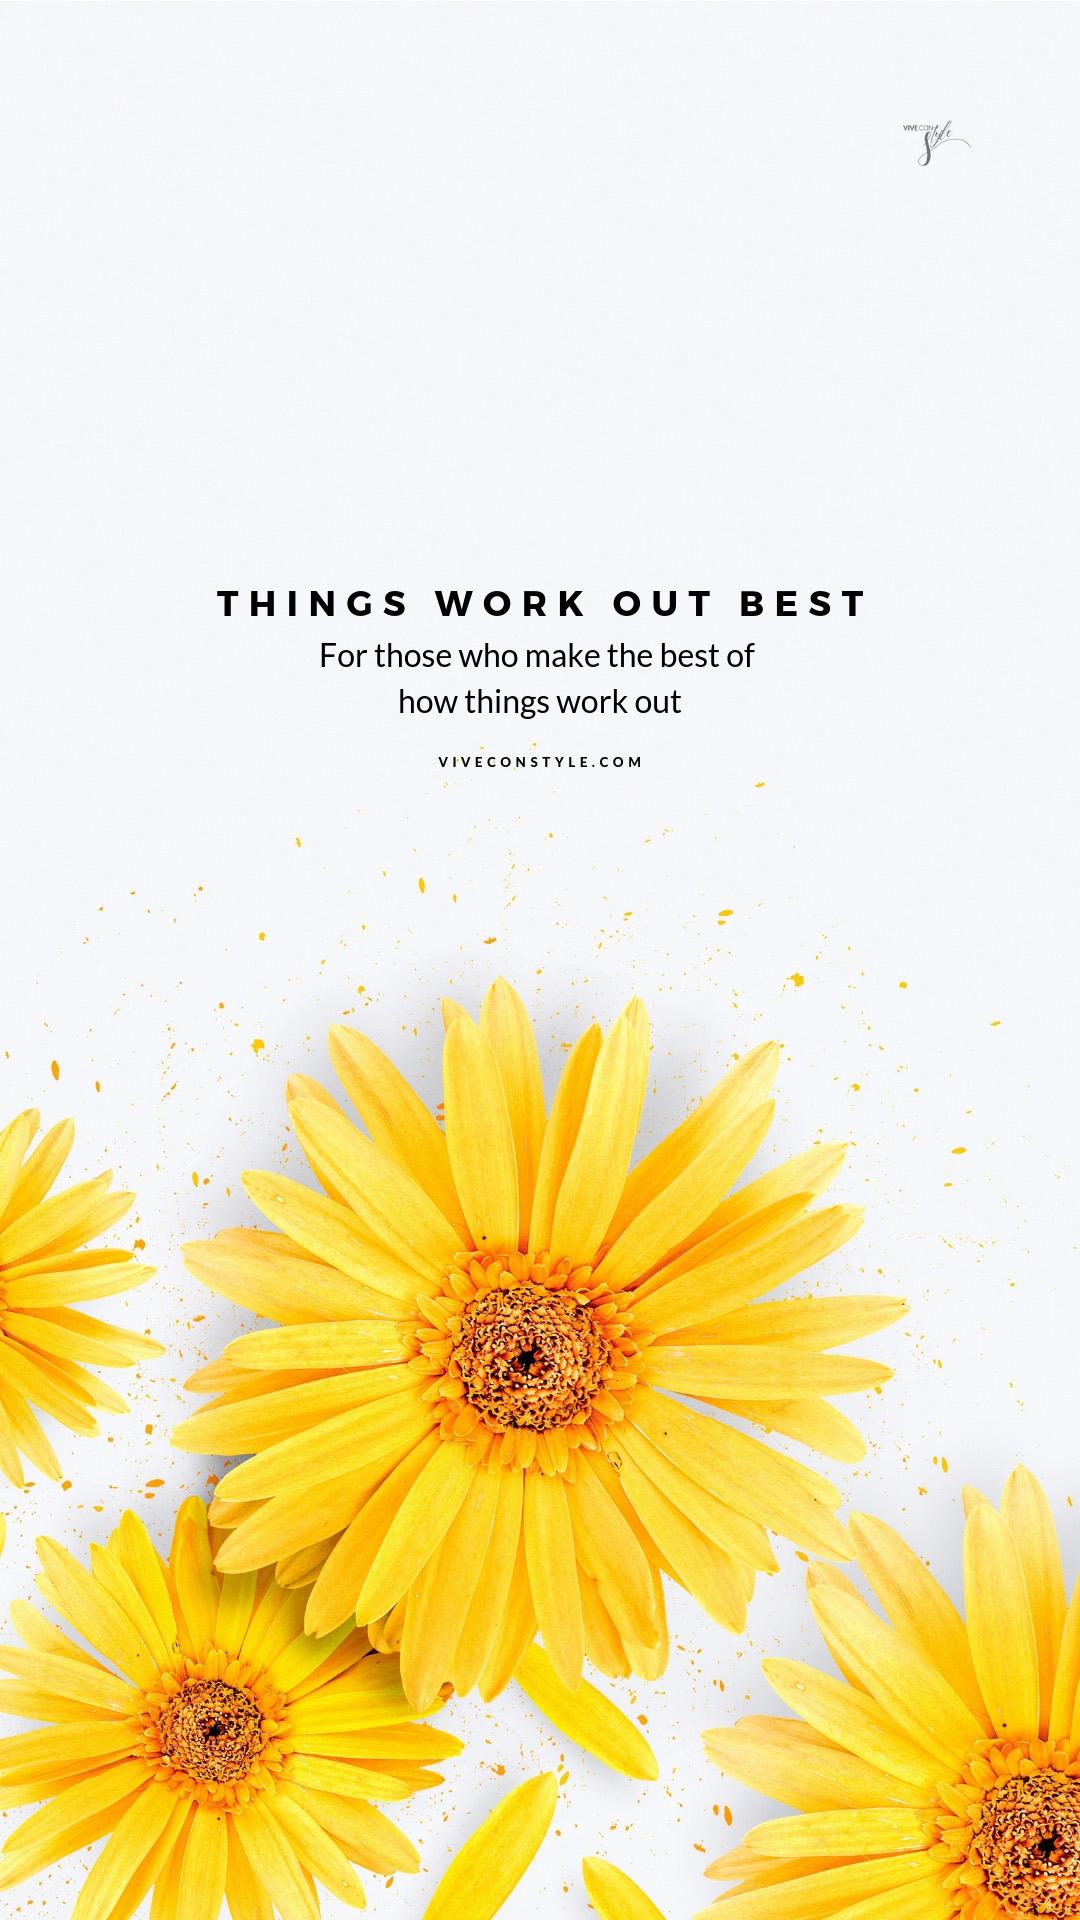 VIVE CON
Style
THINGS WORK OUT BEST
For those who make the best of
how things work out
VIVECONSTYLE.COM